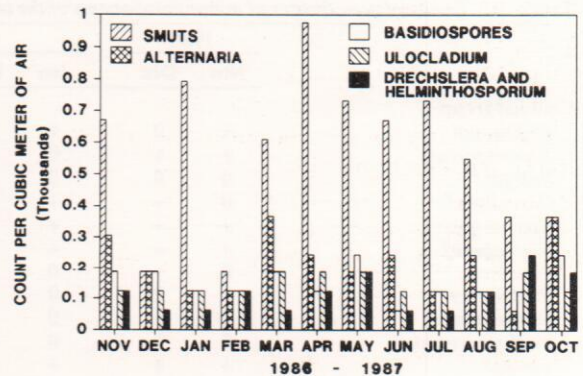 COUNT PER CUBIC METER OF AIR
(Thousands)
1
0.9
0.8
0.7
0.6
0.5
0.4
0.3
0.2
0.1
0
SMUTS
ALTERNARIA
BASIDIOSPORES
ULOCLADIUM
DRECHSLERA AND
HELMINTHOSPORIUM
NOV DEC JAN FEB MAR APR MAY JUN JUL AUG SEP OCT
1986 - 1987